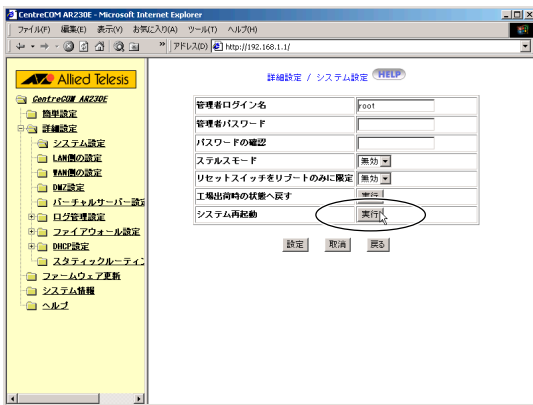 CentreCOM AR230E - Microsoft Internet Explorer
ファイル(F) 編集(E) 表示(V) お気に入り(A) ツール(T) ヘルプ(H)
アドレス(D) http://192.168.1.1/
Allied Telesis
CentreCOM AR230E
簡単設定
詳細設定
システム設定
LAN側の設定
WAN側の設定
DMZ設定
バーチャルサーバー設定
ログ管理設定
ファイアウォール設定
DHCP設定
スタティックルーティン
ファームウェア更新
システム情報
ヘルプ
詳細設定 / システム設定 HELP
管理者ログイン名 root
管理者パスワード
パスワードの確認
ステルスモード 無効
リセットスイッチをリブートのみに限定 無効
工場出荷時の状態へ戻す 実行
システム再起動 実行
設定 取消 戻る